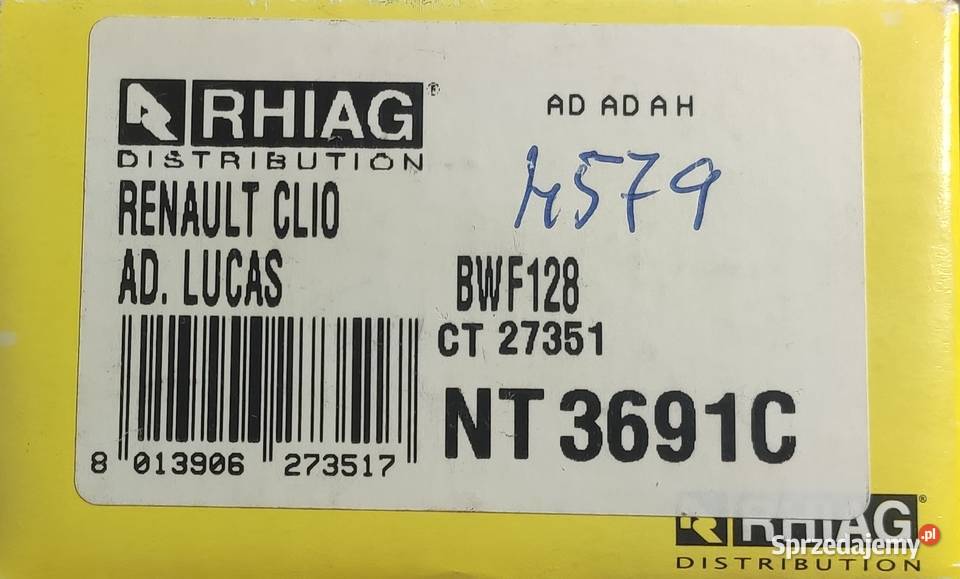 RHIAG®
DISTRIBUTION
AD AD A H
4579
RENAULT CLIO
AD. LUCAS
BWF128
CT 27351
NT 3691C
8 013906 273517
RHIAG®
Sprzedajemy.pl
DISTRIBUTION